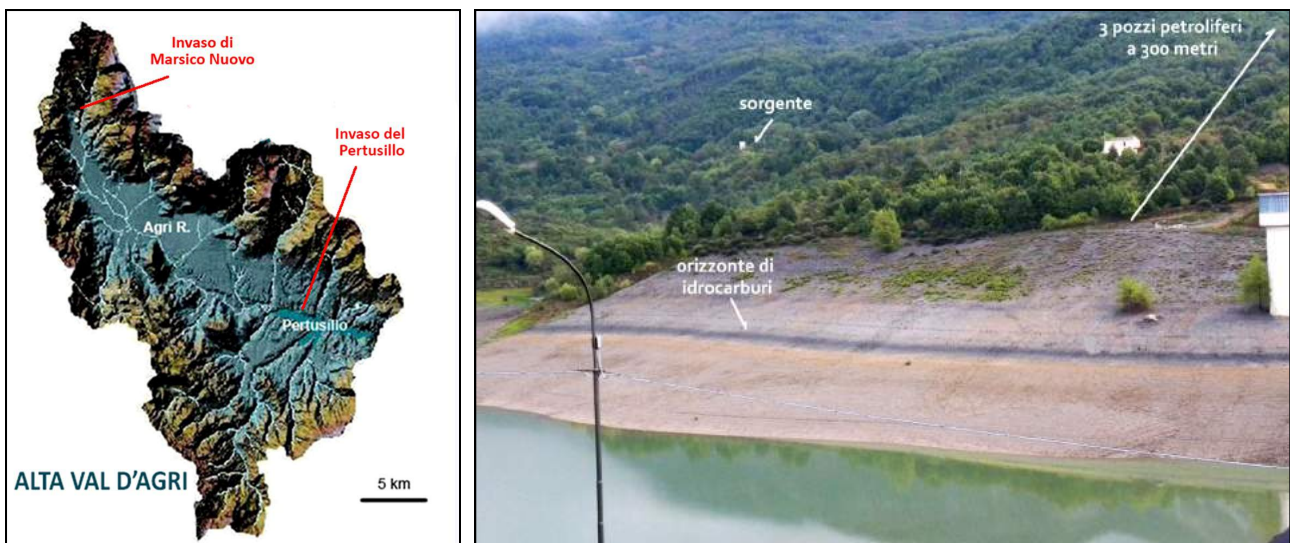 Invaso di
Marsico Nuovo
Invaso del
Pertusillo
Agri R.
Pertusillo
ALTA VAL D'AGRI
5 km
3 pozzi petroliferi
a 300 metri
sorgente
orizzonte di
idrocarburi